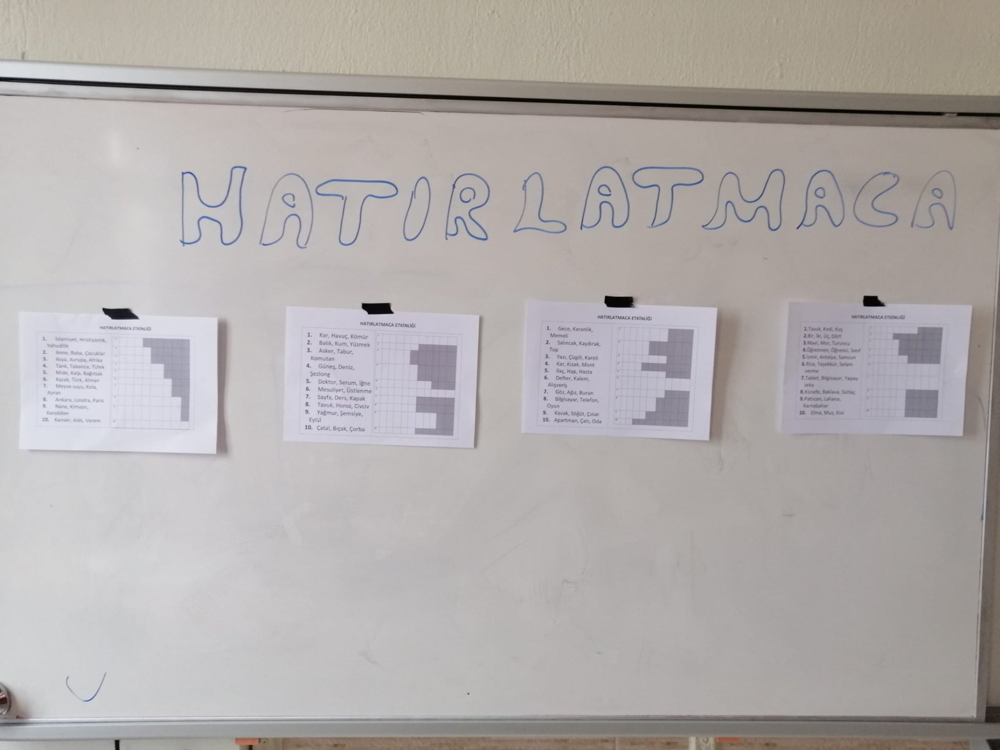 HATIRLATMACA
HATIRLATMACA ETKİNLİĞİ
1. İslamiyet, Hristiyanlık,
Yahudilik
2. Anne, Baba, Çocuklar
3. Asya, Avrupa, Afrika
4. Tank, Tabanca, Tüfek
5. Mide, Kalp, Bağırsak
6. Kazak, Türk, Alman
7. Meyve suyu, Kola,
Ayran
8. Ankara, Londra, Paris
9. Nane, Kimyon,
Karabiber
10. Kanser, Aids, Verem
HATIRLATMACA ETKİNLİĞİ
1. Kar, Havuç, Kömür
2. Balık, Kum, Yüzmek
3. Asker, Tabur,
Komutan
4. Güneş, Deniz,
Şezlong
5. Doktor, Serum, İğne
6. Mesuliyet, Üstlenme
7. Sayfa, Ders, Kapak
8. Tavuk, Horoz, Civciv
9. Yağmur, Şemsiye,
Eylül
10. Çatal, Bıçak, Çorba
HATIRLATMACA ETKİNLİĞİ
1. Gece, Karanlık,
Memeli
2. Salıncak, Kaydırak,
Top
3. Yazı, Çizgili, Kareli
4. Kar, Kızak, Mont
5. İlaç, Hap, Hasta
6. Defter, Kalem,
Alışveriş
7. Göz, Ağız, Burun
8. Bilgisayar, Telefon,
Oyun
9. Kavak, Söğüt, Çınar
10. Apartman, Çatı, Oda
HATIRLATMACA ETKİNLİĞİ
1.Tavuk, Kedi, Kuş
2.Bir, İki, Üç, Dört
3.Mavi, Mor, Turuncu
4.Öğretmen, Öğrenci, Sınıf
5.İzmir, Antalya, Samsun
6.Rica, Teşekkür, Selam
verme
7.Tablet, Bilgisayar, Yapay
zeka
8.Künefe, Baklava, Sütlaç
9.Patlıcan, Lahana,
Karnabahar
10. Elma, Muz, Kivi